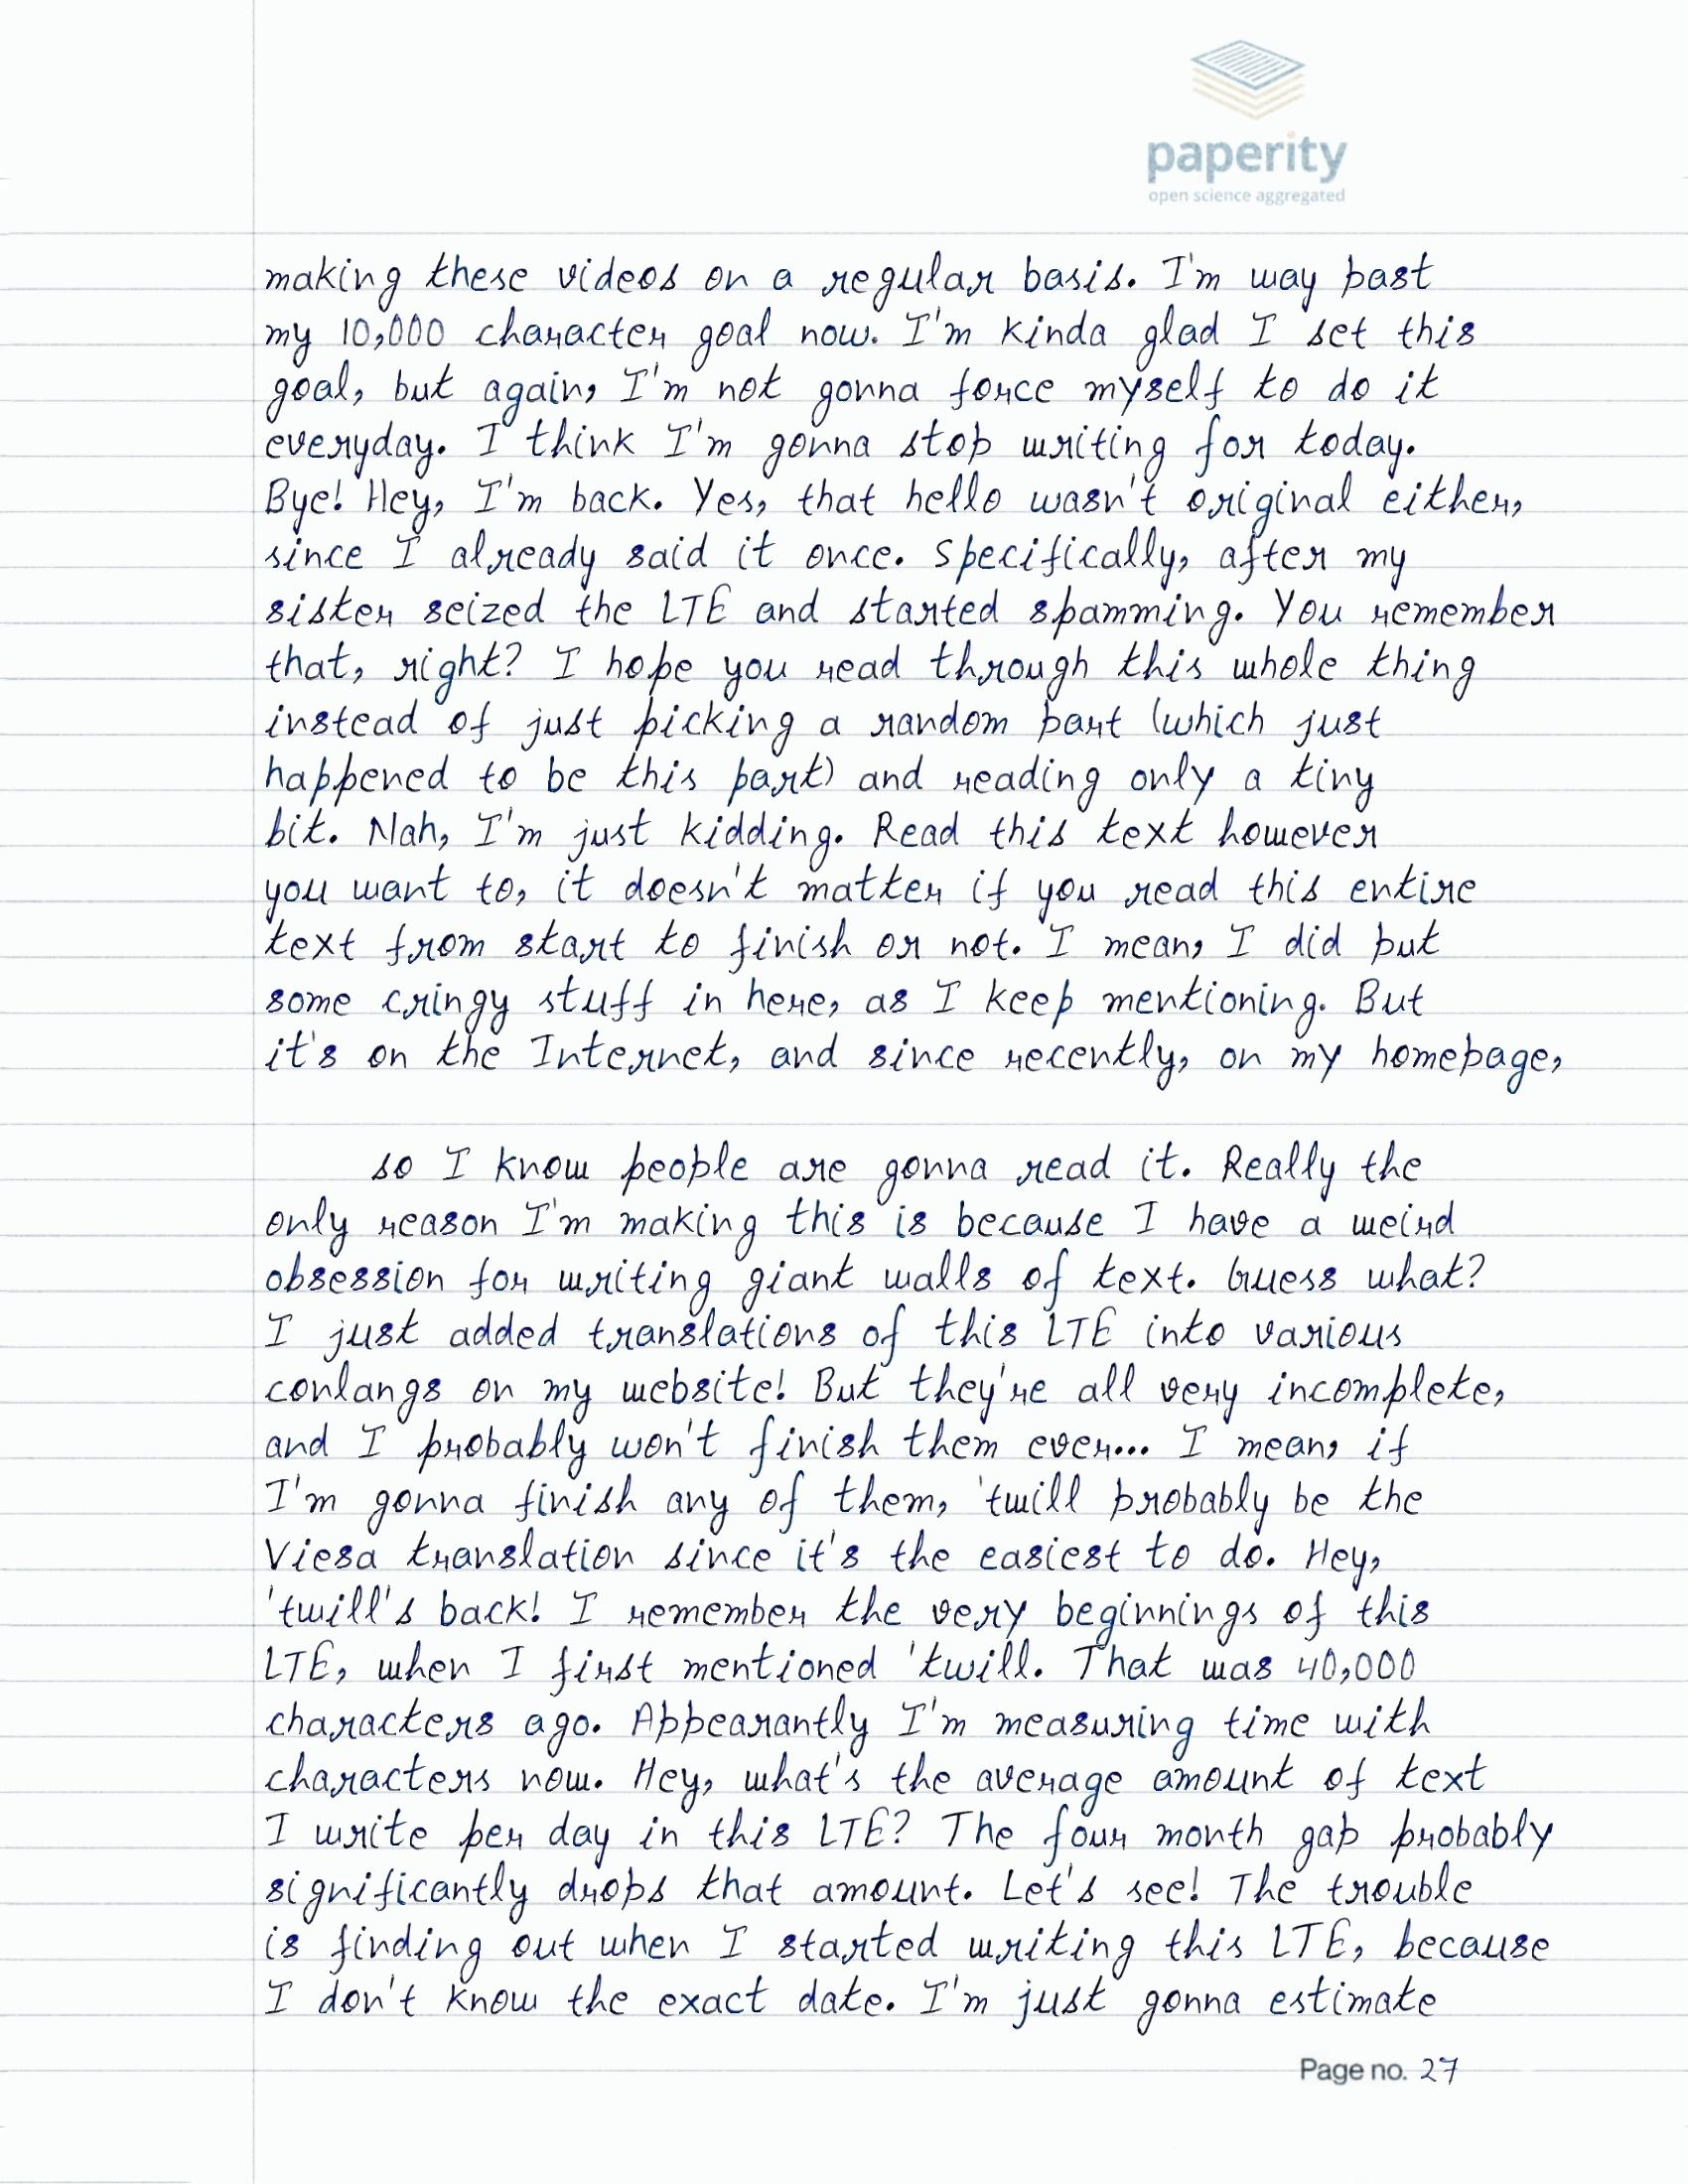 paperity
open science aggregated
making these videos on a regular basis. I'm way past
my 10,000 character goal now. I'm kinda glad I set this
goal, but again, I'm not gonna force myself to do it
everyday. I think I'm gonna stop writing for today.
Bye! Hey, I'm back. Yes, that hello wasn't original either,
since I already said it once. Specifically, after my
sister seized the LTE and started spamming. You remember
that, right? I hope you read through this whole thing
instead of just picking a random part (which just
happened to be this part) and reading only a tiny
bit. Nah, I'm just kidding. Read this text however
you want to, it doesn't matter if you read this entire
text from start to finish or not. I mean, I did put
some cringy stuff in here, as I keep mentioning. But
it's on the Internet, and since recently, on my homepage,
so I know people are gonna read it. Really the
only reason I'm making this is because I have a weird
obsession for writing giant walls of text. Guess what?
I just added translations of this LTE into various
conlangs on my website! But they're all very incomplete,
and I probably won't finish them ever... I mean, if
I'm gonna finish any of them, 'twill probably be the
Viesa translation since it's the easiest to do. Hey,
'twill's back! I remember the very beginnings of this
LTE, when I first mentioned 'twill. That was 40,000
characters ago. Appearantly I'm measuring time with
characters now. Hey, what's the average amount of text
I write per day in this LTE? The four month gap probably
significantly drops that amount. Let's see! The trouble
is finding out when I started writing this LTE, because
I don't know the exact date. I'm just gonna estimate
Page no. 27